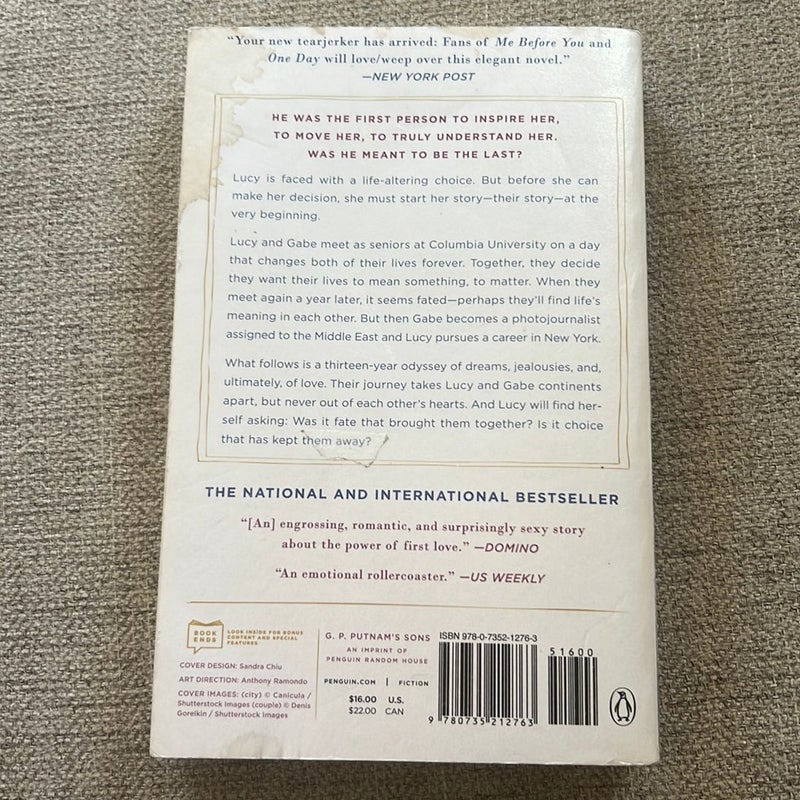 “Your new tearjerker has arrived: Fans of Me Before You and
One Day will love/weep over this elegant novel.”
—NEW YORK POST
HE WAS THE FIRST PERSON TO INSPIRE HER,
TO MOVE HER, TO TRULY UNDERSTAND HER.
WAS HE MEANT TO BE THE LAST?
Lucy is faced with a life-altering choice. But before she can
make her decision, she must start her story—their story—at the
very beginning.
Lucy and Gabe meet as seniors at Columbia University on a day
that changes both of their lives forever. Together, they decide
they want their lives to mean something, to matter. When they
meet again a year later, it seems fated—perhaps they’ll find life’s
meaning in each other. But then Gabe becomes a photojournalist
assigned to the Middle East and Lucy pursues a career in New York.
What follows is a thirteen-year odyssey of dreams, jealousies, and,
ultimately, of love. Their journey takes Lucy and Gabe continents
apart, but never out of each other’s hearts. And Lucy will find her-
self asking: Was it fate that brought them together? Is it choice
that has kept them away?
THE NATIONAL AND INTERNATIONAL BESTSELLER
“[An] engrossing, romantic, and surprisingly sexy story
about the power of first love.” —DOMINO
“An emotional rollercoaster.” —US WEEKLY
BOOK
ENDS
LOOK INSIDE FOR BONUS
CONTENT AND SPECIAL
FEATURES
COVER DESIGN: Sandra Chiu
ART DIRECTION: Anthony Ramondo
COVER IMAGES: (city) © Canicula /
Shutterstock Images (couple) © Denis
Gorelkin / Shutterstock Images
G. P. PUTNAM’S SONS
AN IMPRINT OF
PENGUIN RANDOM HOUSE
PENGUIN.COM | FICTION
$16.00 U.S.
$22.00 CAN
ISBN 978-0-7352-1276-3
51600
9 780735 212763